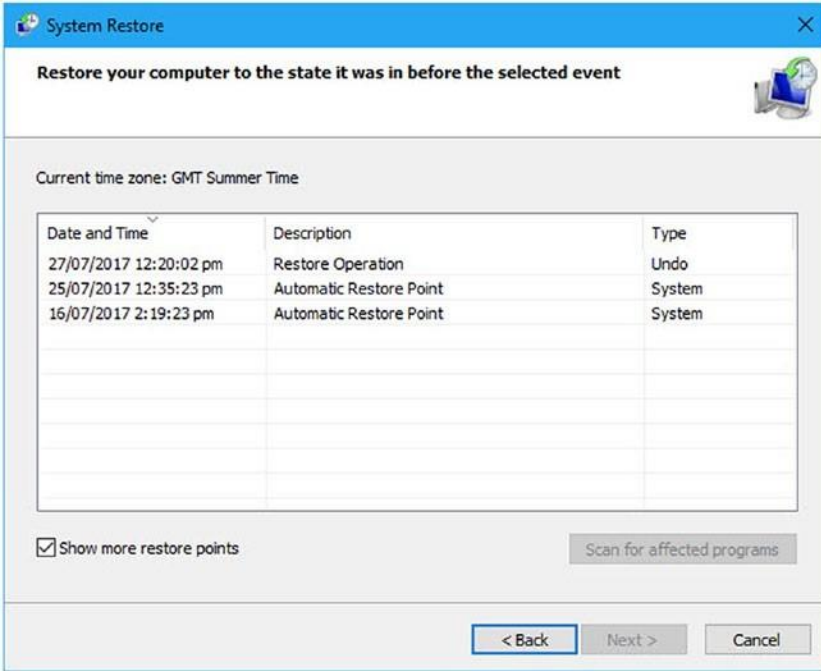 System Restore
Restore your computer to the state it was in before the selected event
Current time zone: GMT Summer Time
Date and Time Description Type
27/07/2017 12:20:02 pm Restore Operation Undo
25/07/2017 12:35:23 pm Automatic Restore Point System
16/07/2017 2:19:23 pm Automatic Restore Point System
Show more restore points Scan for affected programs
< Back Next > Cancel